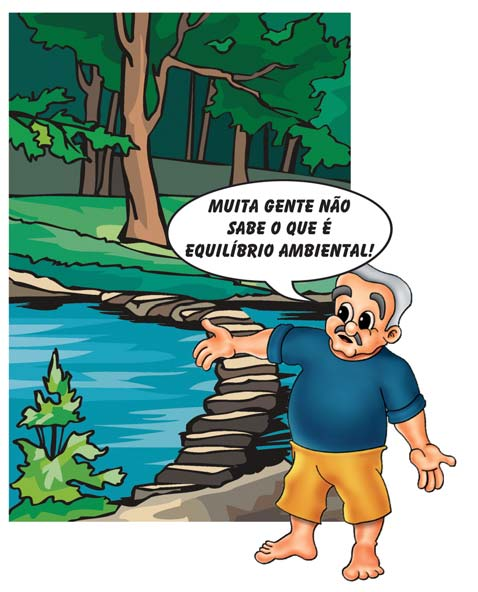 MUITA GENTE NÃO
SABE O QUE É
EQUILÍBRIO AMBIENTAL!